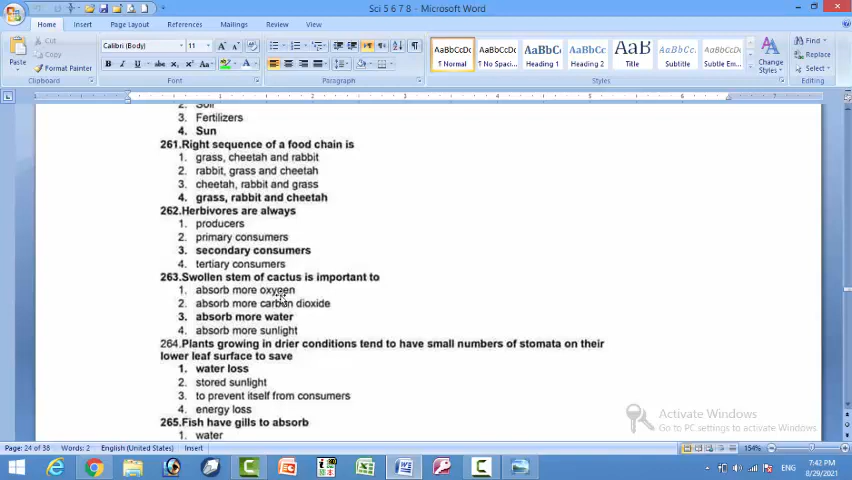 Sci 5 6 7 8 - Microsoft Word
Home Insert Page Layout References Mailings Review View
Paste
Cut
Copy
Format Painter
Clipboard
Calibri (Body) 11
Font
Paragraph
AaBbCcDc AaBbCcDc AaBbC AaBbCc AaB AaBbCc. AaBbCcDc
¶ Normal ¶ No Spaci... Heading 1 Heading 2 Title Subtitle Subtle Em...
Change Styles
Styles
Find
Replace
Select
Editing
2. Soil
3. Fertilizers
4. Sun
261.Right sequence of a food chain is
1. grass, cheetah and rabbit
2. rabbit, grass and cheetah
3. cheetah, rabbit and grass
4. grass, rabbit and cheetah
262.Herbivores are always
1. producers
2. primary consumers
3. secondary consumers
4. tertiary consumers
263.Swollen stem of cactus is important to
1. absorb more oxygen
2. absorb more carbon dioxide
3. absorb more water
4. absorb more sunlight
264.Plants growing in drier conditions tend to have small numbers of stomata on their
lower leaf surface to save
1. water loss
2. stored sunlight
3. to prevent itself from consumers
4. energy loss
265.Fish have gills to absorb
1. water
Activate Windows
Go to PC settings to activate Windows.
Page: 24 of 38 Words: 2 English (United States) Insert 154%
ENG
7:42 PM
8/29/2021